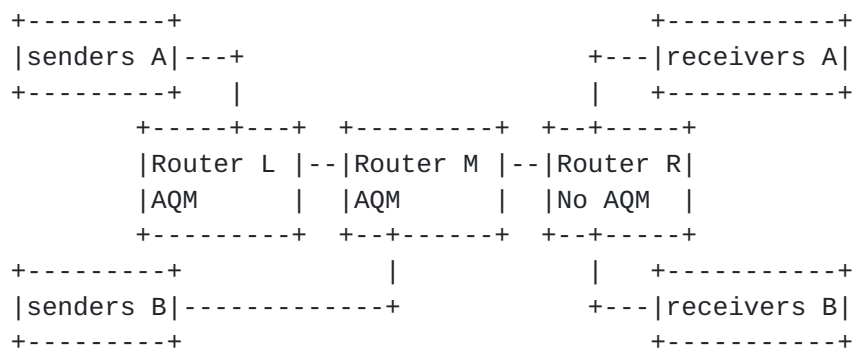 +---------+                             +-----------+
|senders A|---+                     +---|receivers A|
+---------+   |                     |   +-----------+
        +-----+---+  +---------+  +--+-----+
        |Router L |--|Router M |--|Router R|
        |AQM      |  |AQM      |  |No AQM  |
        +---------+  +--+------+  +--+-----+
+---------+             |            |   +-----------+
|senders B|-------------+            +---|receivers B|
+---------+                              +-----------+